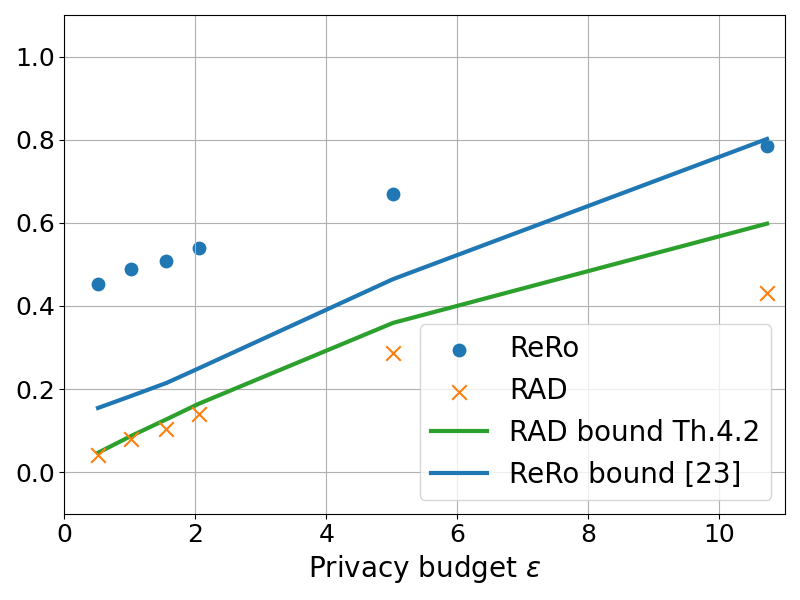 1.0
0.8
0.6
0.4
0.2
0.0
0 2 4 6 8 10
Privacy budget ε
ReRo
RAD
RAD bound Th.4.2
ReRo bound [23]